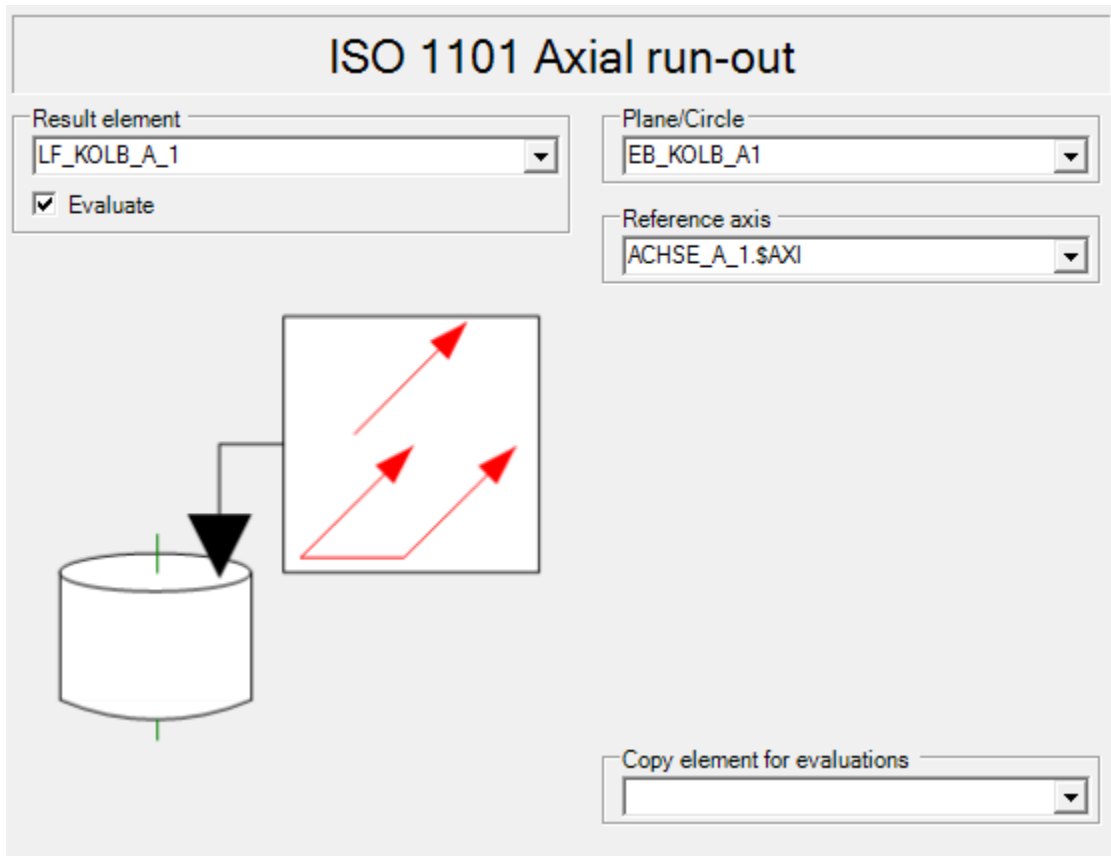 ISO 1101 Axial run-out
Result element
LF_KOLB_A_1
Evaluate
Plane/Circle
EB_KOLB_A1
Reference axis
ACHSE_A_1.$AXI
Copy element for evaluations